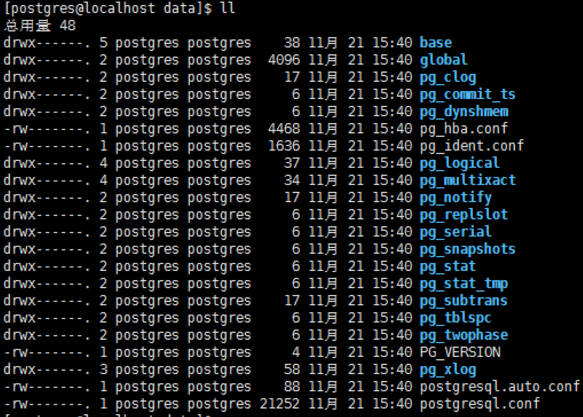 [postgres@localhost data]$ ll
总用量 48
drwx------. 5 postgres postgres    38 11月 21 15:40 base
drwx------. 2 postgres postgres  4096 11月 21 15:40 global
drwx------. 2 postgres postgres    17 11月 21 15:40 pg_clog
drwx------. 2 postgres postgres     6 11月 21 15:40 pg_commit_ts
drwx------. 2 postgres postgres     6 11月 21 15:40 pg_dynshmem
-rw-------. 1 postgres postgres  4468 11月 21 15:40 pg_hba.conf
-rw-------. 1 postgres postgres  1636 11月 21 15:40 pg_ident.conf
drwx------. 4 postgres postgres    37 11月 21 15:40 pg_logical
drwx------. 4 postgres postgres    34 11月 21 15:40 pg_multixact
drwx------. 2 postgres postgres    17 11月 21 15:40 pg_notify
drwx------. 2 postgres postgres     6 11月 21 15:40 pg_replslot
drwx------. 2 postgres postgres     6 11月 21 15:40 pg_serial
drwx------. 2 postgres postgres     6 11月 21 15:40 pg_snapshots
drwx------. 2 postgres postgres     6 11月 21 15:40 pg_stat
drwx------. 2 postgres postgres     6 11月 21 15:40 pg_stat_tmp
drwx------. 2 postgres postgres    17 11月 21 15:40 pg_subtrans
drwx------. 2 postgres postgres     6 11月 21 15:40 pg_tblspc
drwx------. 2 postgres postgres     6 11月 21 15:40 pg_twophase
-rw-------. 1 postgres postgres     4 11月 21 15:40 PG_VERSION
drwx------. 3 postgres postgres    58 11月 21 15:40 pg_xlog
-rw-------. 1 postgres postgres    88 11月 21 15:40 postgresql.auto.conf
-rw-------. 1 postgres postgres 21252 11月 21 15:40 postgresql.conf